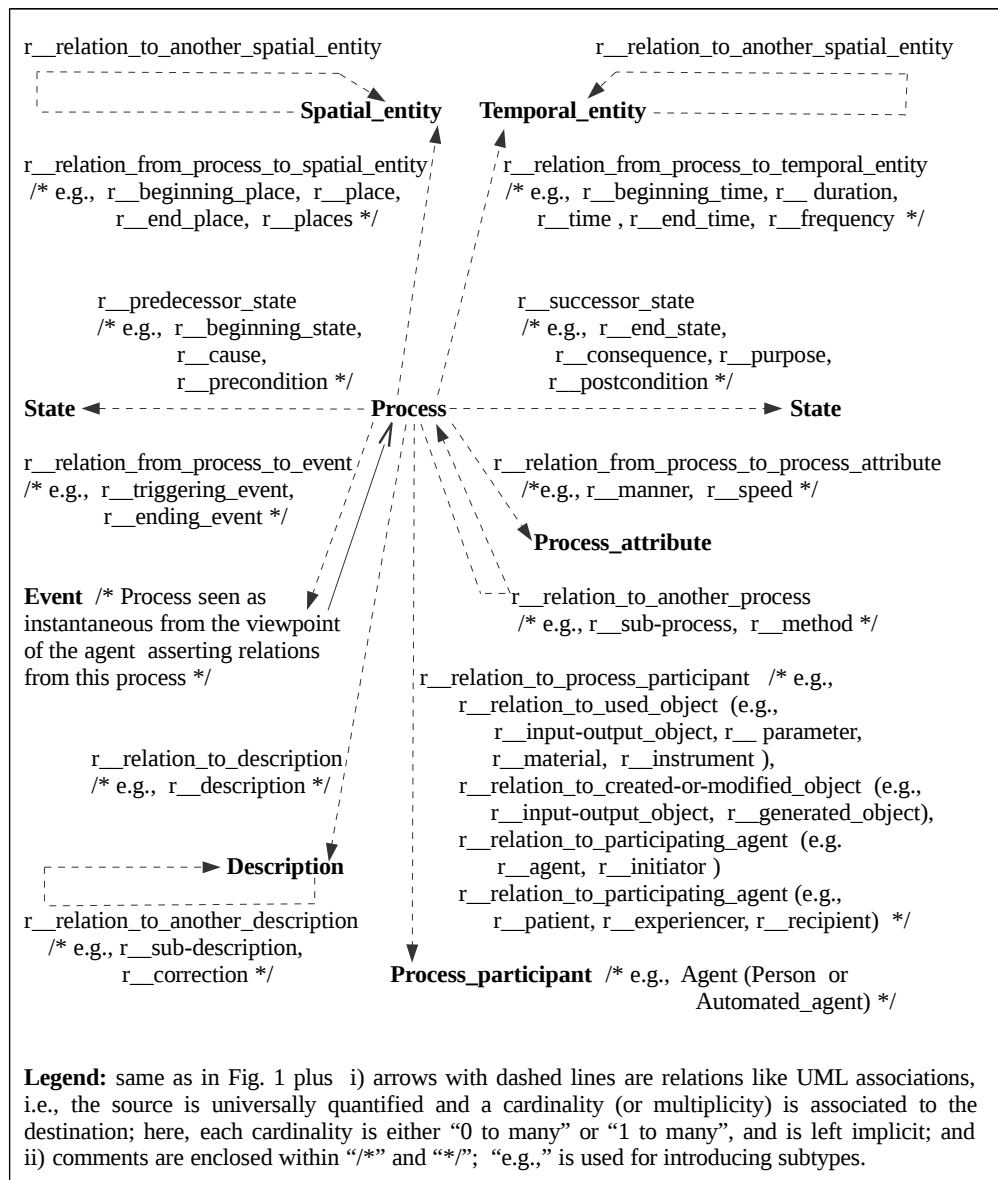 r__relation_to_another_spatial_entity
r__relation_to_another_spatial_entity
Spatial_entity
Temporal_entity
r__relation_from_process_to_spatial_entity
/* e.g., r__beginning_place, r__place,
r__end_place, r__places */
r__relation_from_process_to_temporal_entity
/* e.g., r__beginning_time, r__ duration,
r__time , r__end_time, r__frequency */
r__predecessor_state
/* e.g., r__beginning_state,
r__cause,
r__precondition */
r__successor_state
/* e.g., r__end_state,
r__consequence, r__purpose,
r__postcondition */
State
Process
State
r__relation_from_process_to_event
/* e.g., r__triggering_event,
r__ending_event */
r__relation_from_process_to_process_attribute
/*e.g., r__manner, r__speed */
Process_attribute
Event /* Process seen as
instantaneous from the viewpoint
of the agent asserting relations
from this process */
r__relation_to_another_process
/* e.g., r__sub-process, r__method */
r__relation_to_process_participant /* e.g.,
r__relation_to_used_object (e.g.,
r__input-output_object, r__ parameter,
r__material, r__instrument ),
r__relation_to_created-or-modified_object (e.g.,
r__input-output_object, r__generated_object),
r__relation_to_participating_agent (e.g.
r__agent, r__initiator )
r__relation_to_participating_agent (e.g.,
r__patient, r__experiencer, r__recipient) */
r__relation_to_description
/* e.g., r__description */
Description
r__relation_to_another_description
/* e.g., r__sub-description,
r__correction */
Process_participant /* e.g., Agent (Person or
Automated_agent) */
Legend: same as in Fig. 1 plus i) arrows with dashed lines are relations like UML associations,
i.e., the source is universally quantified and a cardinality (or multiplicity) is associated to the
destination; here, each cardinality is either “0 to many” or “1 to many”, and is left implicit; and
ii) comments are enclosed within “/*” and “*/”; “e.g.,” is used for introducing subtypes.